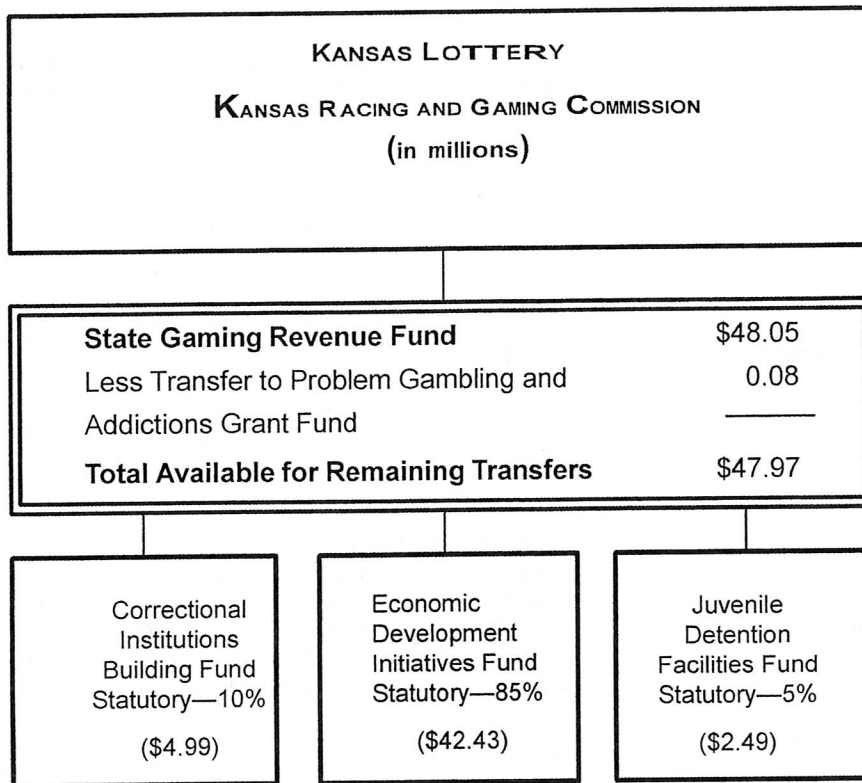 KANSAS LOTTERY
KANSAS RACING AND GAMING COMMISSION
(in millions)
State Gaming Revenue Fund $48.05
Less Transfer to Problem Gambling and 0.08
Addictions Grant Fund
Total Available for Remaining Transfers $47.97
Correctional
Institutions
Building Fund
Statutory—10%
($4.99)
Economic
Development
Initiatives Fund
Statutory—85%
($42.43)
Juvenile
Detention
Facilities Fund
Statutory—5%
($2.49)